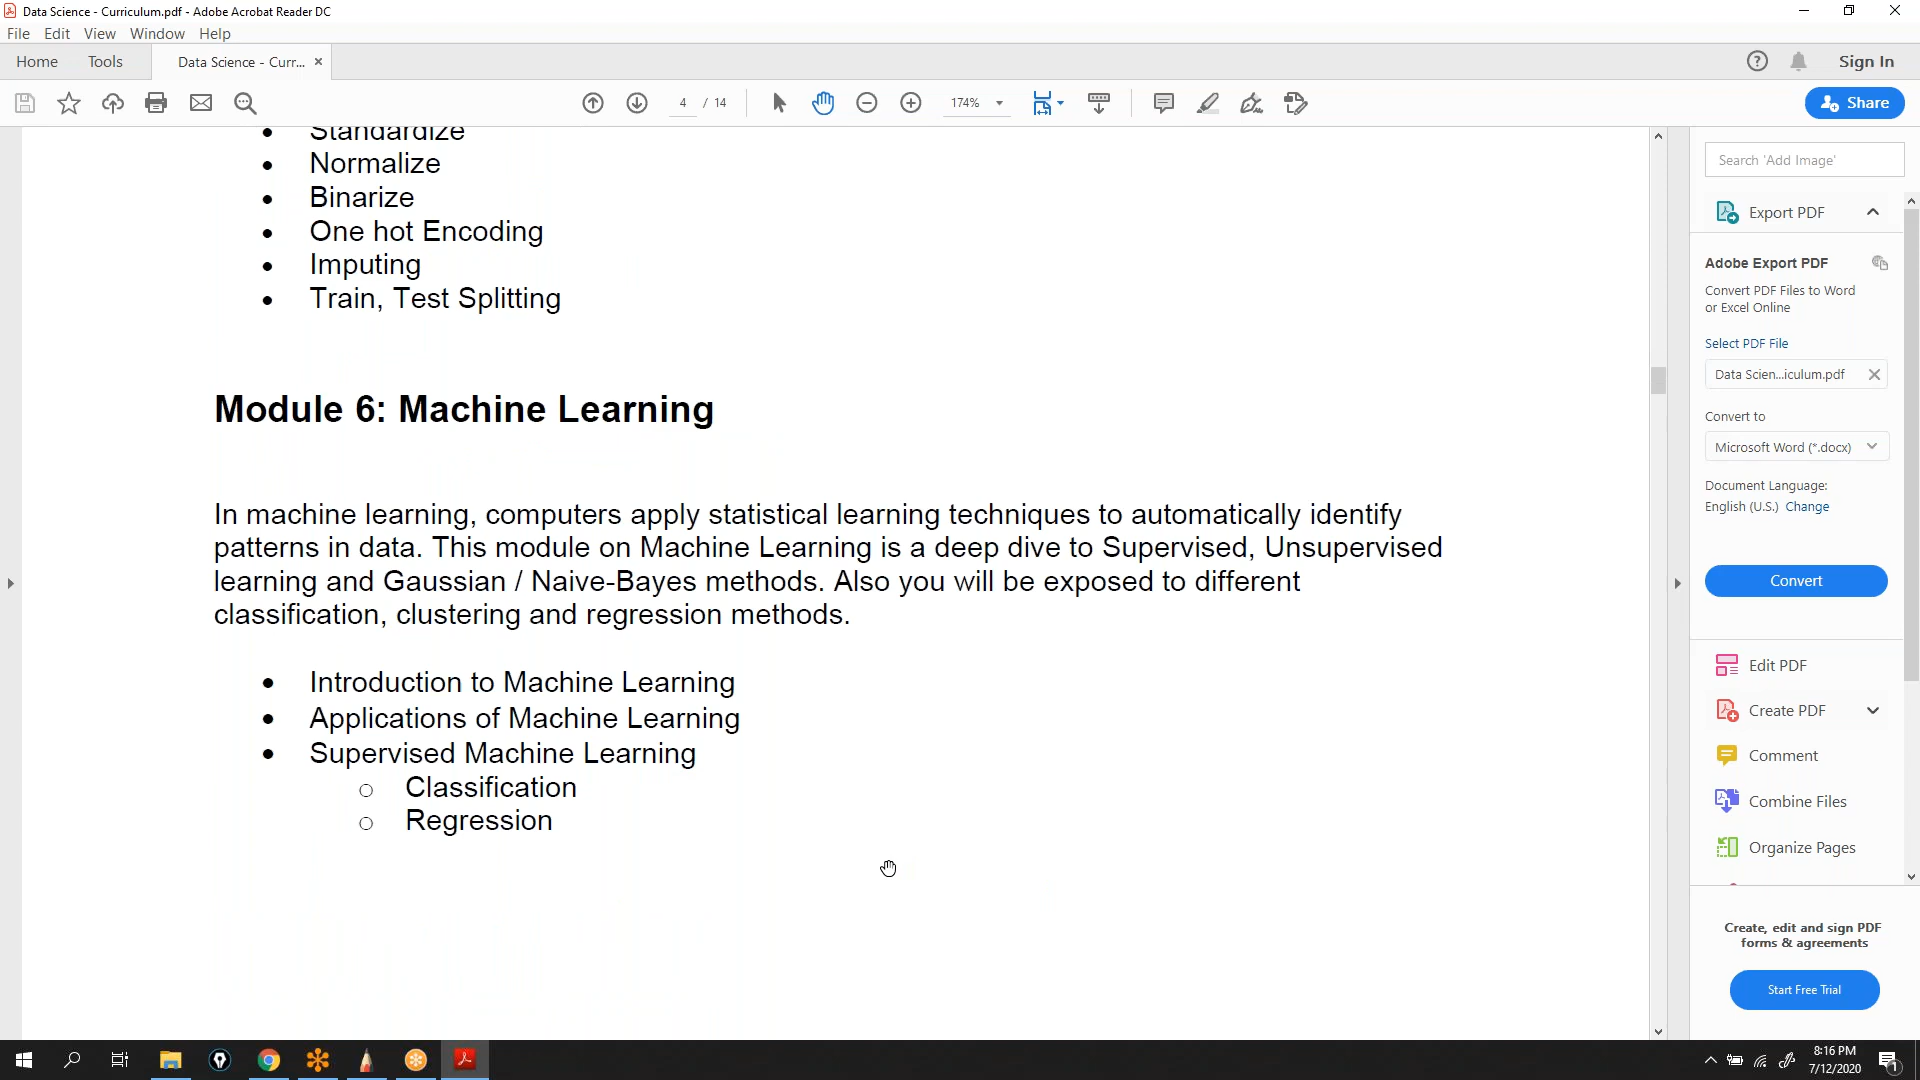 Data Science - Curriculum.pdf - Adobe Acrobat Reader DC
File Edit View Window Help
Home Tools Data Science - Curr... ×
? Sign In
4 / 14 174% Share
Standardize
Normalize
Binarize
One hot Encoding
Imputing
Train, Test Splitting
Module 6: Machine Learning
In machine learning, computers apply statistical learning techniques to automatically identify
patterns in data. This module on Machine Learning is a deep dive to Supervised, Unsupervised
learning and Gaussian / Naive-Bayes methods. Also you will be exposed to different
classification, clustering and regression methods.
Introduction to Machine Learning
Applications of Machine Learning
Supervised Machine Learning
Classification
Regression
Search 'Add Image'
Export PDF
Adobe Export PDF
Convert PDF Files to Word
or Excel Online
Select PDF File
Data Scien...iculum.pdf
Convert to
Microsoft Word (*.docx)
Document Language:
English (U.S.) Change
Convert
Edit PDF
Create PDF
Comment
Combine Files
Organize Pages
Create, edit and sign PDF
forms & agreements
Start Free Trial
8:16 PM
7/12/2020
1